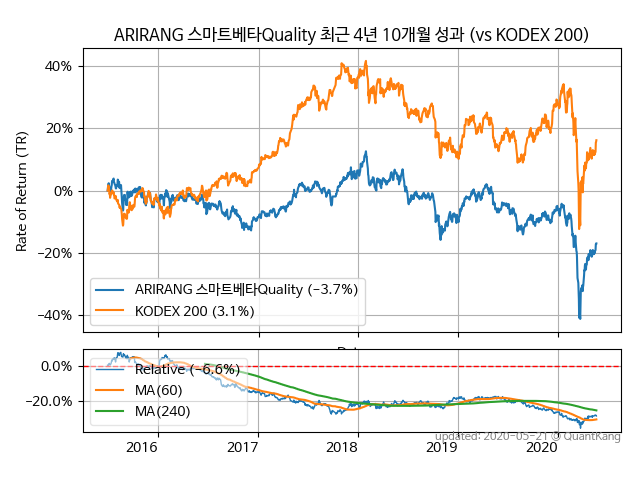 ARIRANG 스마트베타Quality 최근 4년 10개월 성과 (vs KODEX 200)
Rate of Return (TR)
40%
20%
0%
−20%
−40%
ARIRANG 스마트베타Quality (−3.7%)
KODEX 200 (3.1%)
0.0%
−20.0%
Relative (−6.6%)
MA(60)
MA(240)
updated: 2020-05-21 © QuantKang
2016 2017 2018 2019 2020